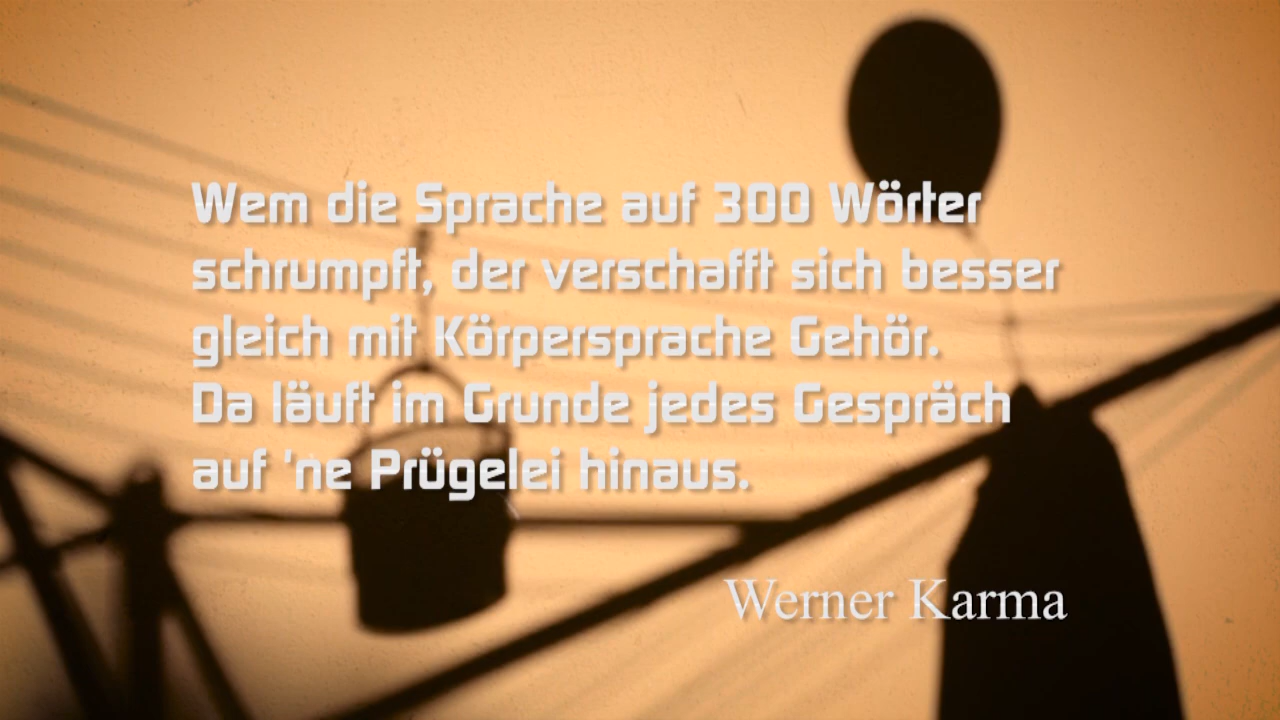 Wem die Sprache auf 300 Wörter
schrumpft, der verschafft sich besser
gleich mit Körpersprache Gehör.
Da läuft im Grunde jedes Gespräch
auf 'ne Prügelei hinaus.
Werner Karma